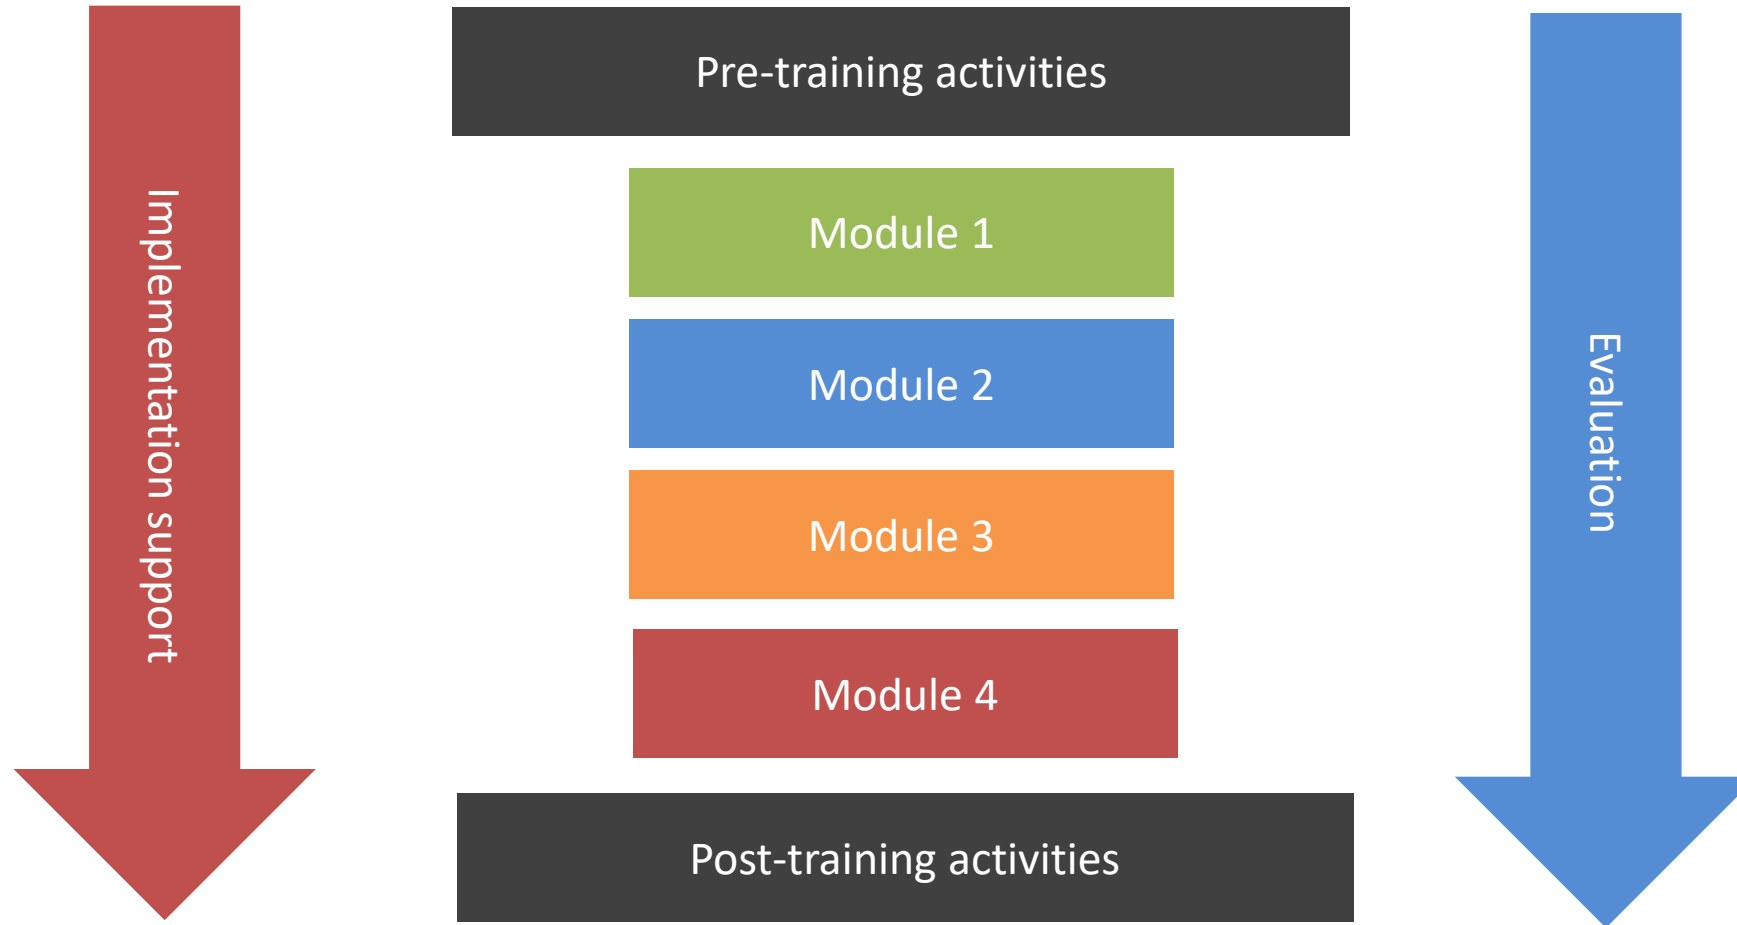 Implementation support
Pre-training activities
Module 1
Module 2
Module 3
Module 4
Post-training activities
Evaluation